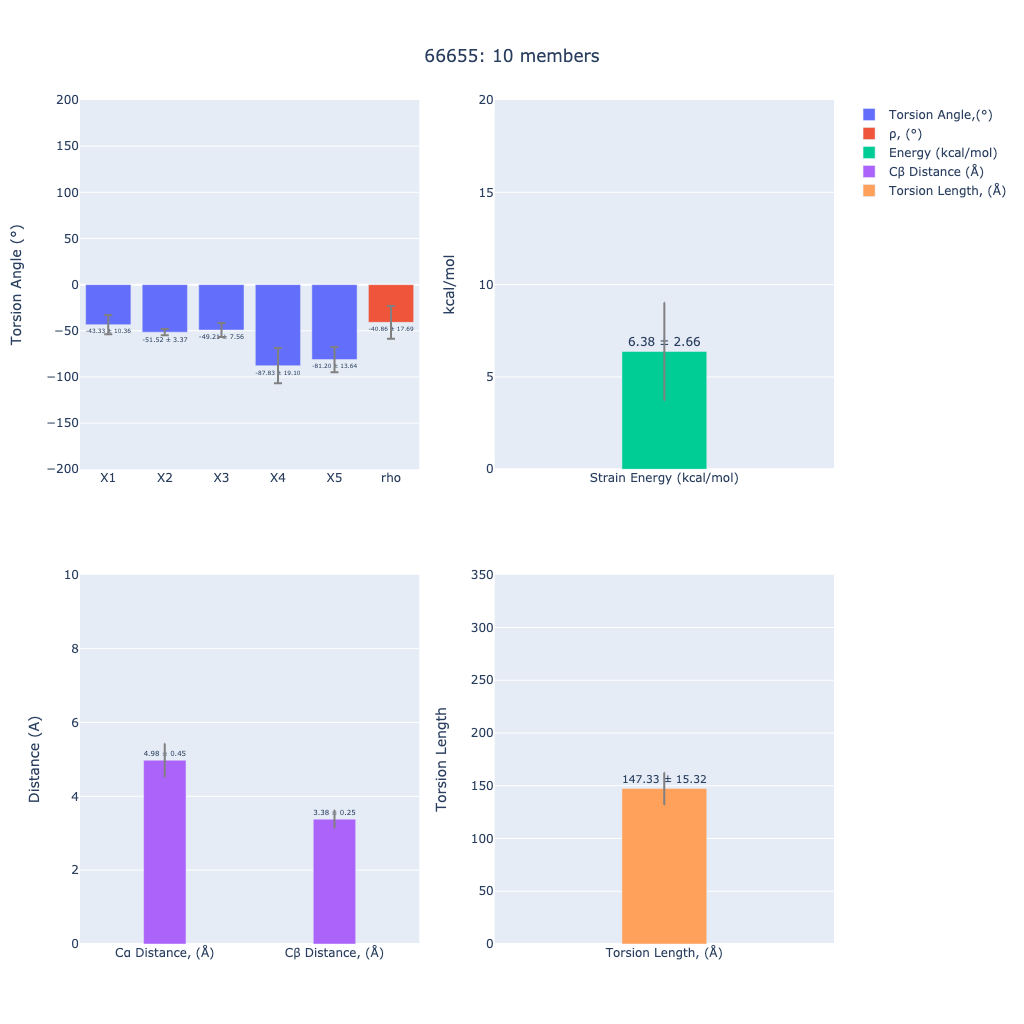 66655: 10 members
200
150
100
50
0
−50
−100
−150
−200
Torsion Angle (°)
-43.33 ± 10.36
-51.52 ± 3.37
-49.21 ± 7.56
-87.83 ± 19.10
-81.20 ± 13.64
-40.86 ± 17.69
X1 X2 X3 X4 X5 rho
20
15
10
5
0
kcal/mol
6.38 ± 2.66
Strain Energy (kcal/mol)
Torsion Angle,(°)
ρ, (°)
Energy (kcal/mol)
Cβ Distance (Å)
Torsion Length, (Å)
10
8
6
4
2
0
Distance (A)
4.98 ± 0.45
3.38 ± 0.25
Cα Distance, (Å) Cβ Distance, (Å)
350
300
250
200
150
100
50
0
Torsion Length
147.33 ± 15.32
Torsion Length, (Å)